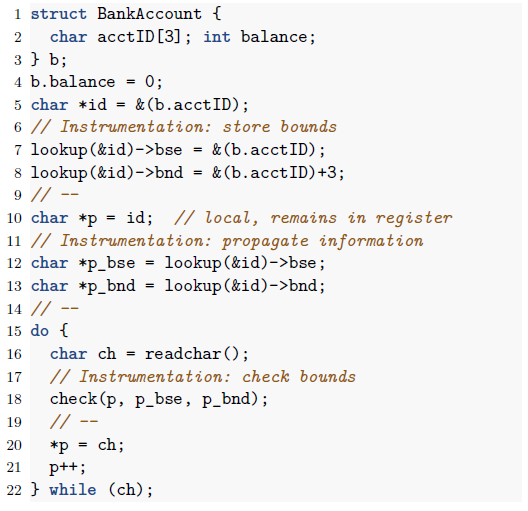 1 struct BankAccount {
2 char acctID[3]; int balance;
3 } b;
4 b.balance = 0;
5 char *id = &(b.acctID);
6 // Instrumentation: store bounds
7 lookup(&id)->bse = &(b.acctID);
8 lookup(&id)->bnd = &(b.acctID)+3;
9 // --
10 char *p = id; // local, remains in register
11 // Instrumentation: propagate information
12 char *p_bse = lookup(&id)->bse;
13 char *p_bnd = lookup(&id)->bnd;
14 // --
15 do {
16 char ch = readchar();
17 // Instrumentation: check bounds
18 check(p, p_bse, p_bnd);
19 // --
20 *p = ch;
21 p++;
22 } while (ch);